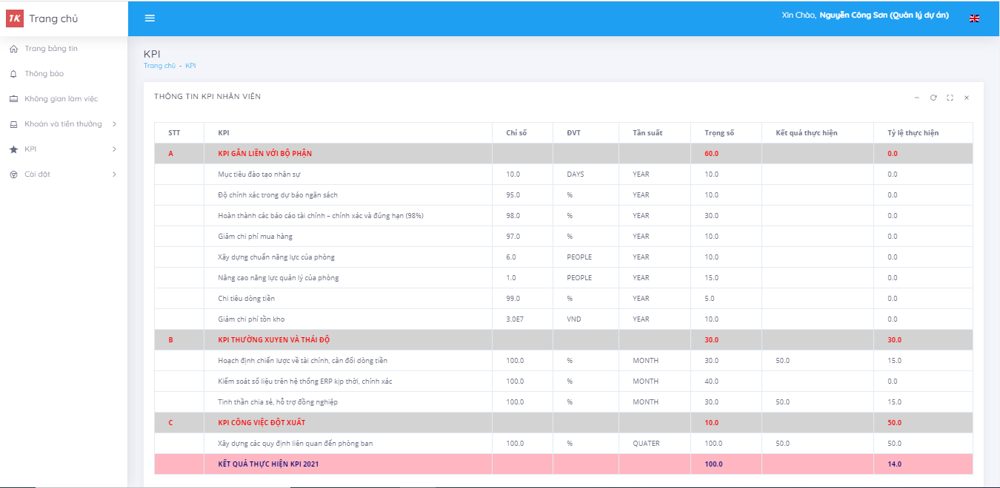 TK Trang chủ
Xin Chào, Nguyễn Công Sơn (Quản lý dự án)
Trang bảng tin
Thông báo
Không gian làm việc
Khoán và tiền thưởng
KPI
Cài đặt
KPI
Trang chủ - KPI
THÔNG TIN KPI NHÂN VIÊN
STT KPI Chỉ số ĐVT Tần suất Trọng số Kết quả thực hiện Tỷ lệ thực hiện
A KPI GẮN LIỀN VỚI BỘ PHẬN 60.0 0.0
Mục tiêu đào tạo nhân sự 10.0 DAYS YEAR 10.0 0.0
Độ chính xác trong dự báo ngân sách 95.0 % YEAR 10.0 0.0
Hoàn thành các báo cáo tài chính – chính xác và đúng hạn (98%) 98.0 % YEAR 30.0 0.0
Giảm chi phí mua hàng 97.0 % YEAR 10.0 0.0
Xây dựng chuẩn năng lực của phòng 6.0 PEOPLE YEAR 10.0 0.0
Nâng cao năng lực quản lý của phòng 1.0 PEOPLE YEAR 15.0 0.0
Chi tiêu dòng tiền 99.0 % YEAR 5.0 0.0
Giảm chi phí tồn kho 3.0E7 VND YEAR 10.0 0.0
B KPI THƯỜNG XUYEN VÀ THÁI ĐỘ 30.0 30.0
Hoạch định chiến lược về tài chính, cân đối dòng tiền 100.0 % MONTH 30.0 50.0 15.0
Kiểm soát số liệu trên hệ thống ERP kịp thời, chính xác 100.0 % MONTH 40.0 0.0
Tinh thần chia sẻ, hỗ trợ đồng nghiệp 100.0 % MONTH 30.0 50.0 15.0
C KPI CÔNG VIỆC ĐỘT XUẤT 10.0 50.0
Xây dựng các quy định liên quan đến phòng ban 100.0 % QUATER 100.0 50.0 50.0
KẾT QUẢ THỰC HIỆN KPI 2021 100.0 14.0